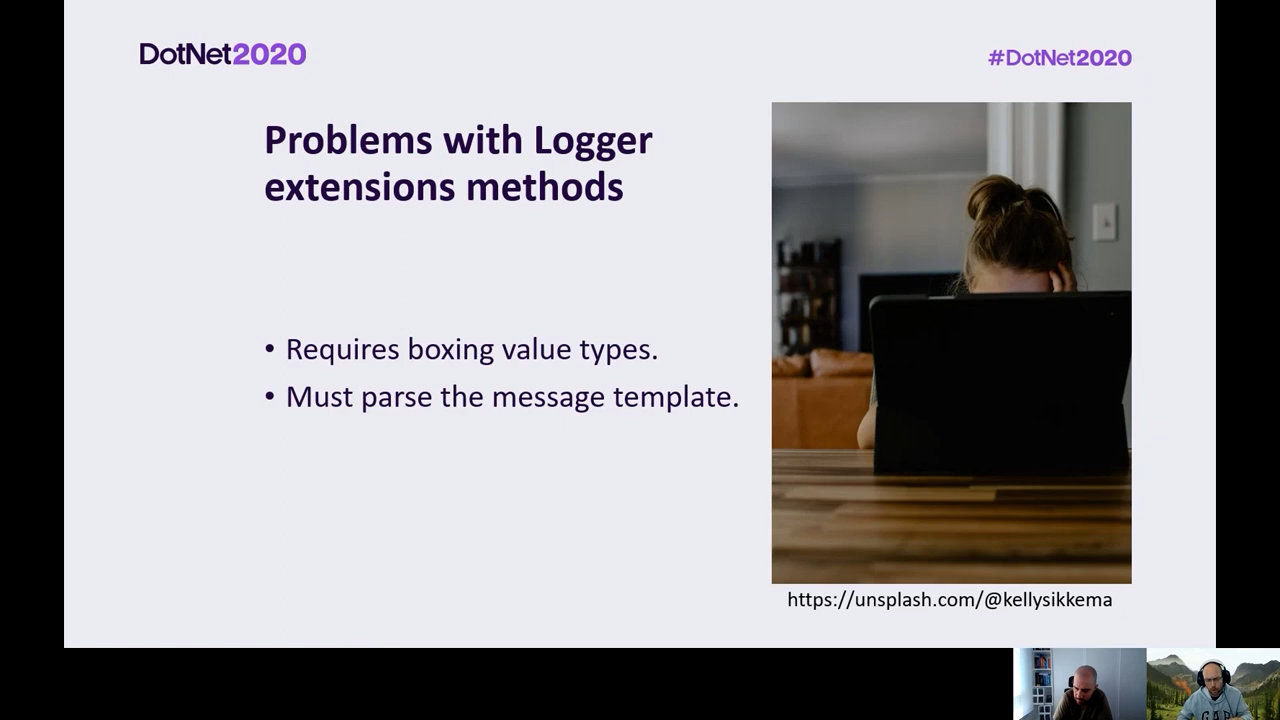 DotNet2020
#DotNet2020
Problems with Logger
extensions methods
• Requires boxing value types.
• Must parse the message template.
https://unsplash.com/@kellysikkema